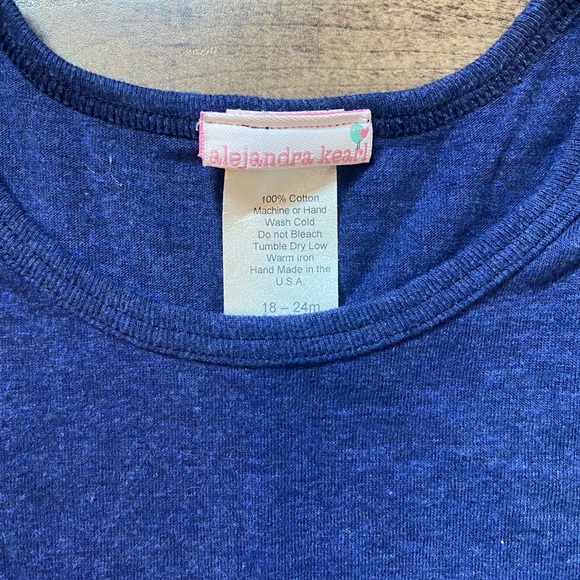 alejandra kearl
100% Cotton
Machine or Hand
Wash Cold
Do not Bleach
Tumble Dry Low
Warm Iron
Hand Made in the
U.S.A.
18 – 24m